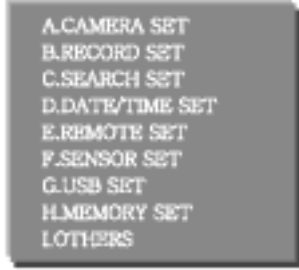 A.CAMERA SET
B.RECORD SET
C.SEARCH SET
D.DATE/TIME SET
E.REMOTE SET
F.SENSOR SET
G.USB SET
H.MEMORY SET
I.OTHERS